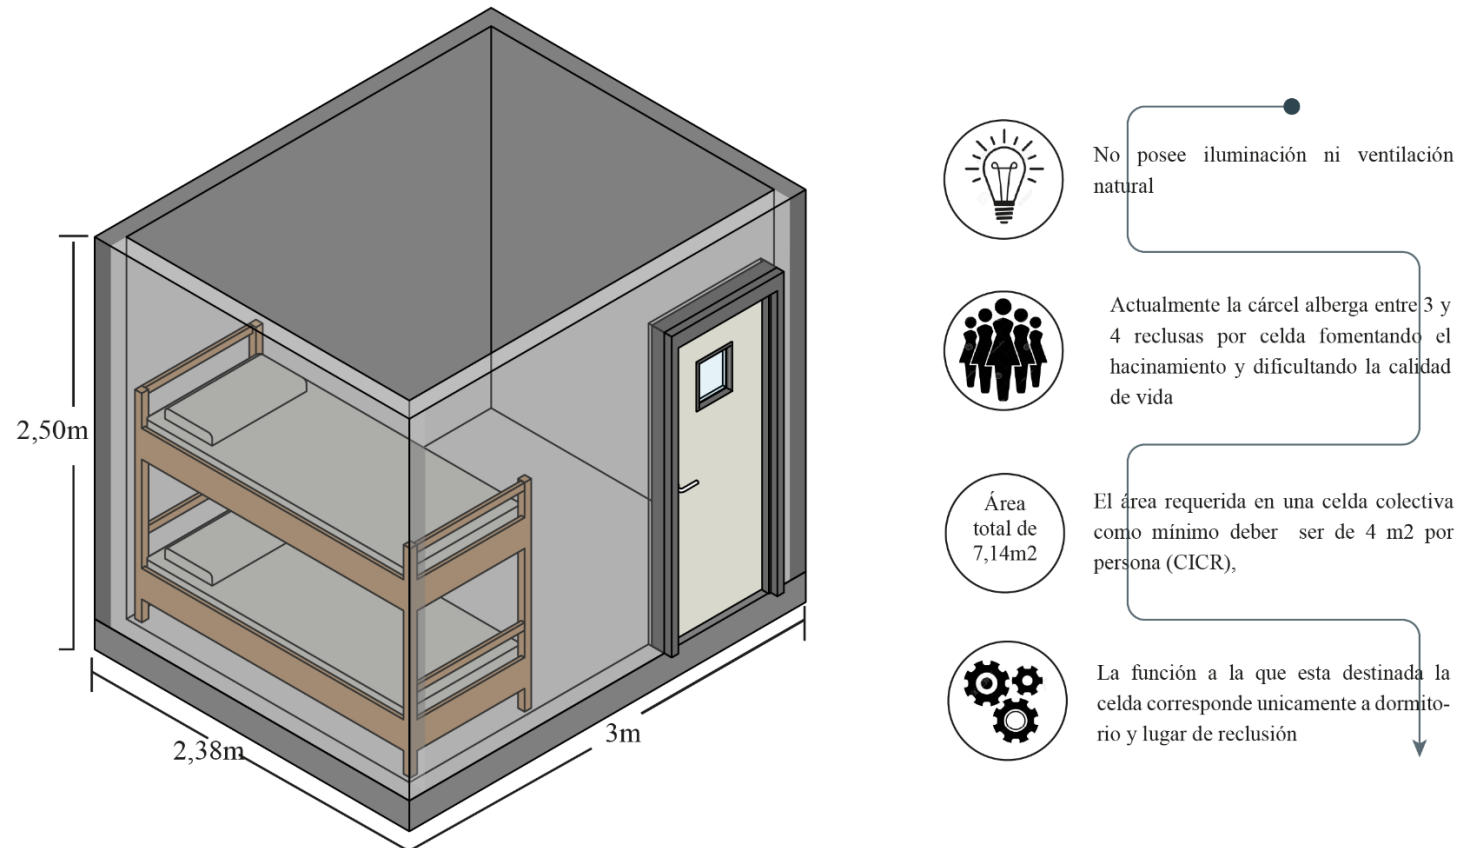 2,50m
2,38m
3m
No posee iluminación ni ventilación
natural
Actualmente la cárcel alberga entre 3 y
4 reclusas por celda fomentando el
hacinamiento y dificultando la calidad
de vida
Área
total de
7,14m2
El área requerida en una celda colectiva
como mínimo deber ser de 4 m2 por
persona (CICR),
La función a la que esta destinada la
celda corresponde unicamente a dormito-
rio y lugar de reclusión